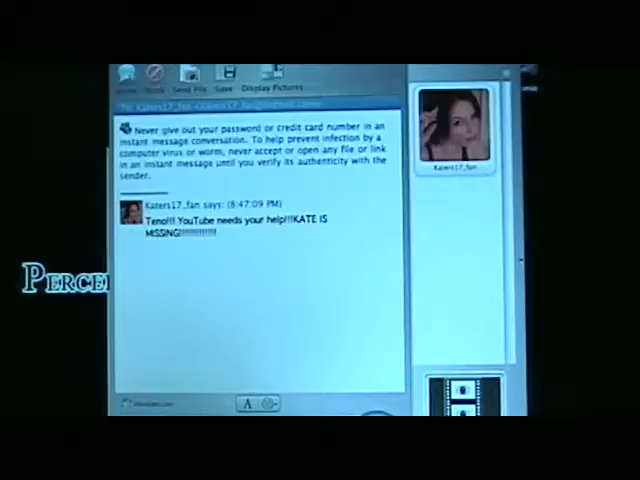 Block Send File Save Display Pictures
Never give out your password or credit card number in an
instant message conversation. To help prevent infection by a
computer virus or worm, never accept or open any file or link
in an instant message until you verify its authenticity with the
sender.
Katers17_fan
Katers17_fan says: (8:47:09 PM)
Teno!!! YouTube needs your help!!!KATE IS
MISSING!!!!!!!!!!!!!
PERCE
A